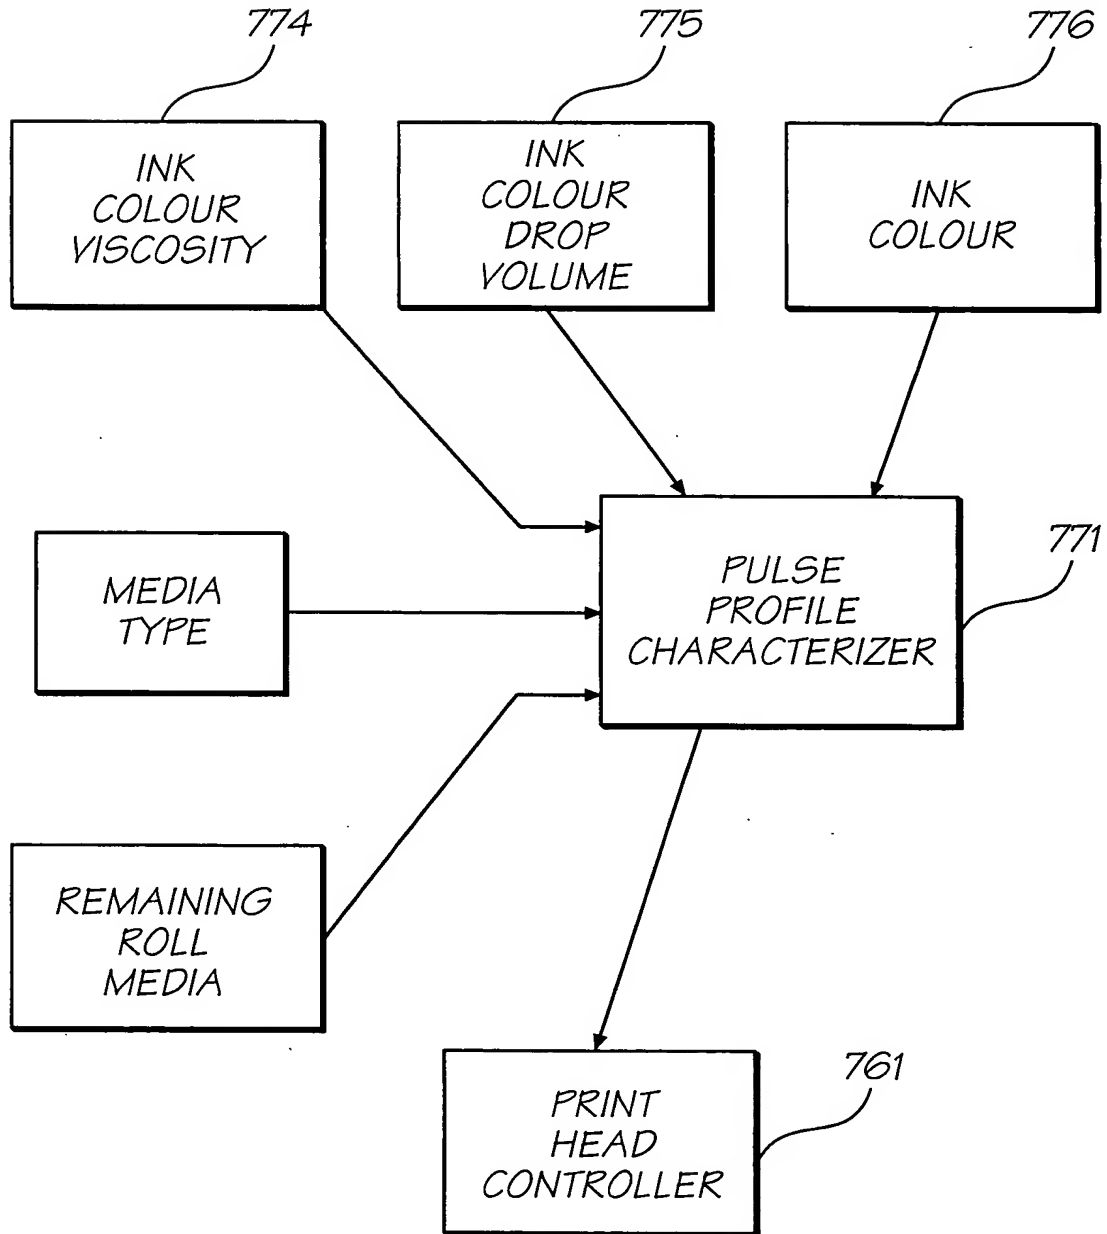 774
775
776
INK
COLOUR
VISCOSITY
INK
COLOUR
DROP
VOLUME
INK
COLOUR
771
MEDIA
TYPE
PULSE
PROFILE
CHARACTERIZER
REMAINING
ROLL
MEDIA
761
PRINT
HEAD
CONTROLLER